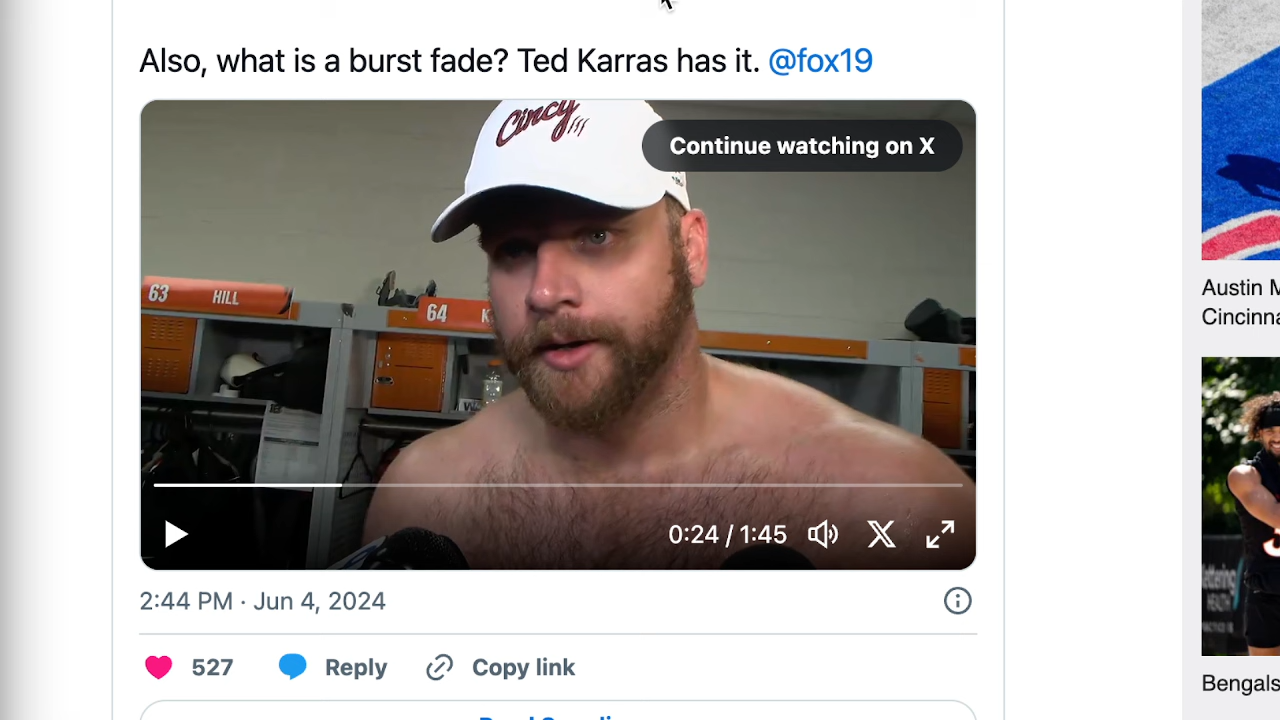 Also, what is a burst fade? Ted Karras has it. @fox19
Cincy
Continue watching on X
63 HILL
64 K
0:24 / 1:45
2:44 PM · Jun 4, 2024
527 Reply Copy link
Austin M
Cincinna
Bengals